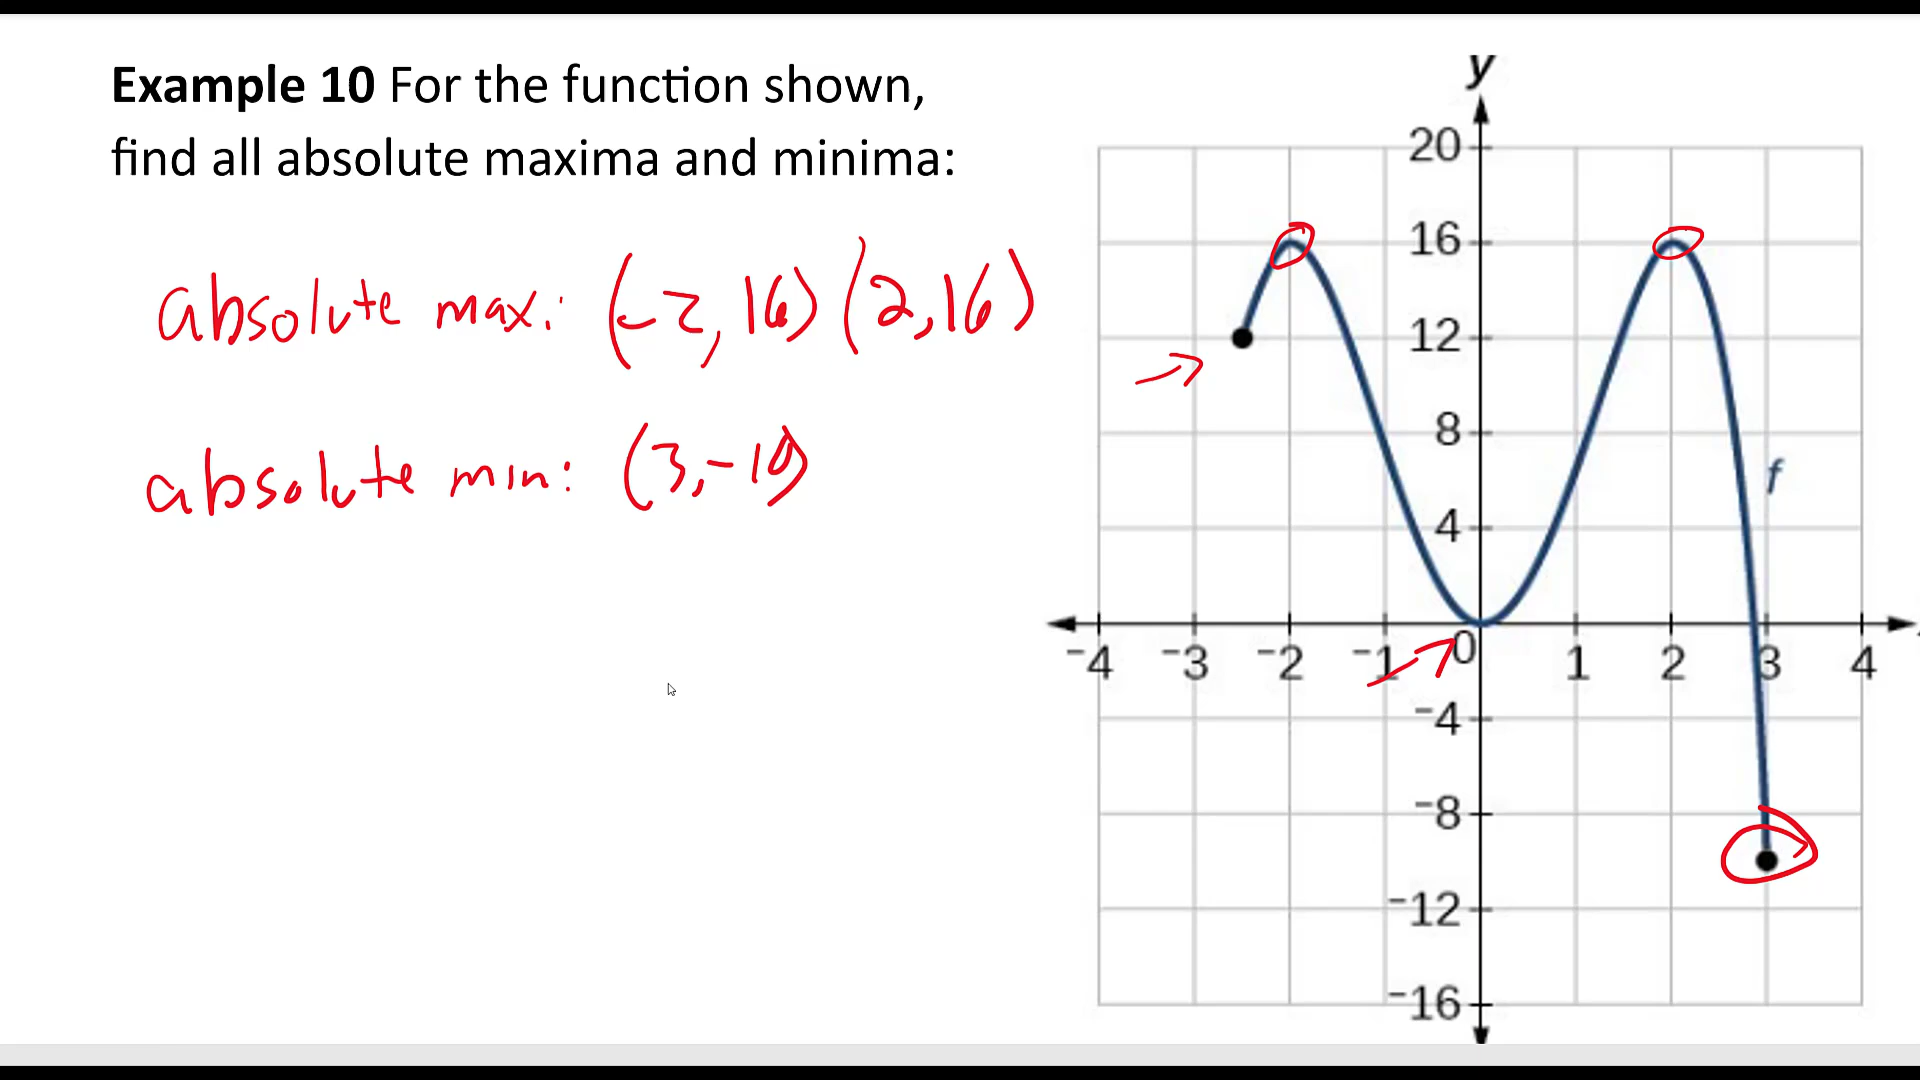 Example 10 For the function shown,
find all absolute maxima and minima:
absolute max: (-2, 16) (2, 16)
absolute min: (3, -10)
y
20
16
12
8
4
f
-4 -3 -2 -1 0 1 2 3 4
-4
-8
-12
-16